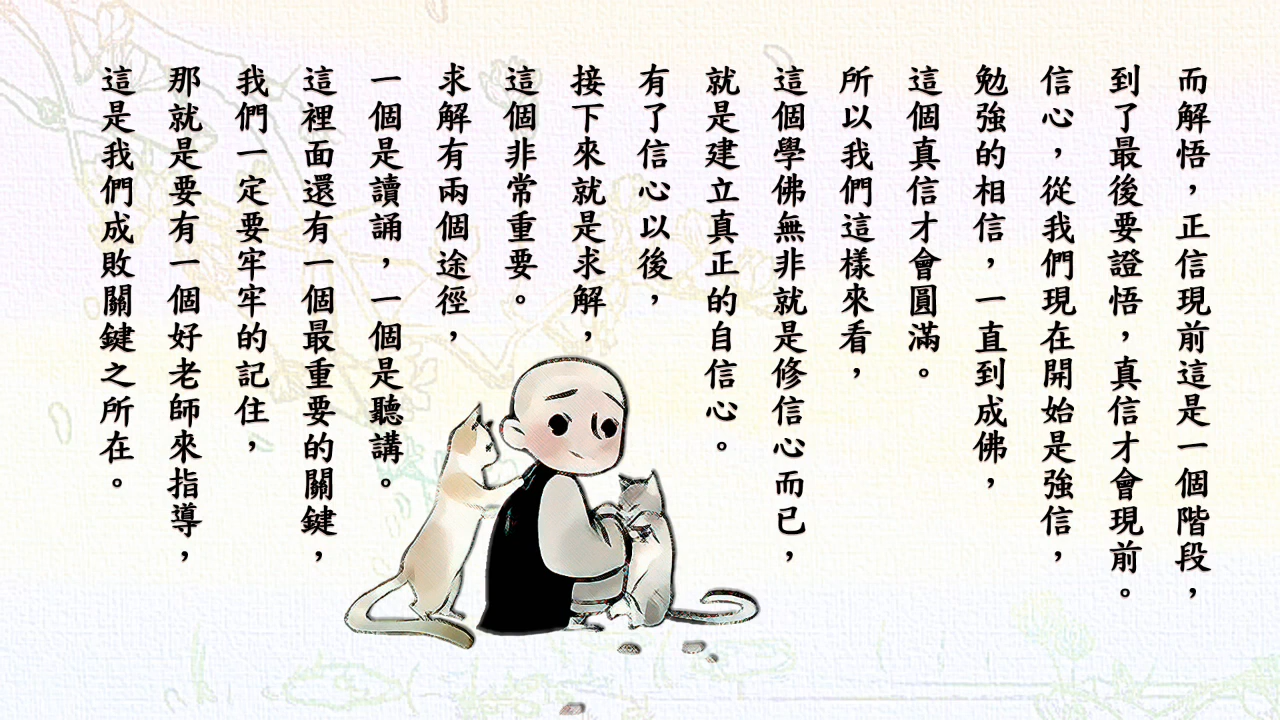 而解悟，正信現前這是一個階段，
到了最後要證悟，真信才會現前。
信心，從我們現在開始是強信，
勉強的相信，一直到成佛，
這個真信才會圓滿。
所以我們這樣來看，
這個學佛無非就是修信心而已，
就是建立真正的自信心。
有了信心以後，
接下來就是求解，
這個非常重要。
求解有兩個途徑，
一個是讀誦，一個是聽講。
這裡面還有一個最重要的關鍵，
我們一定要牢牢的記住，
那就是要有一個好老師來指導，
這是我們成敗關鍵之所在。